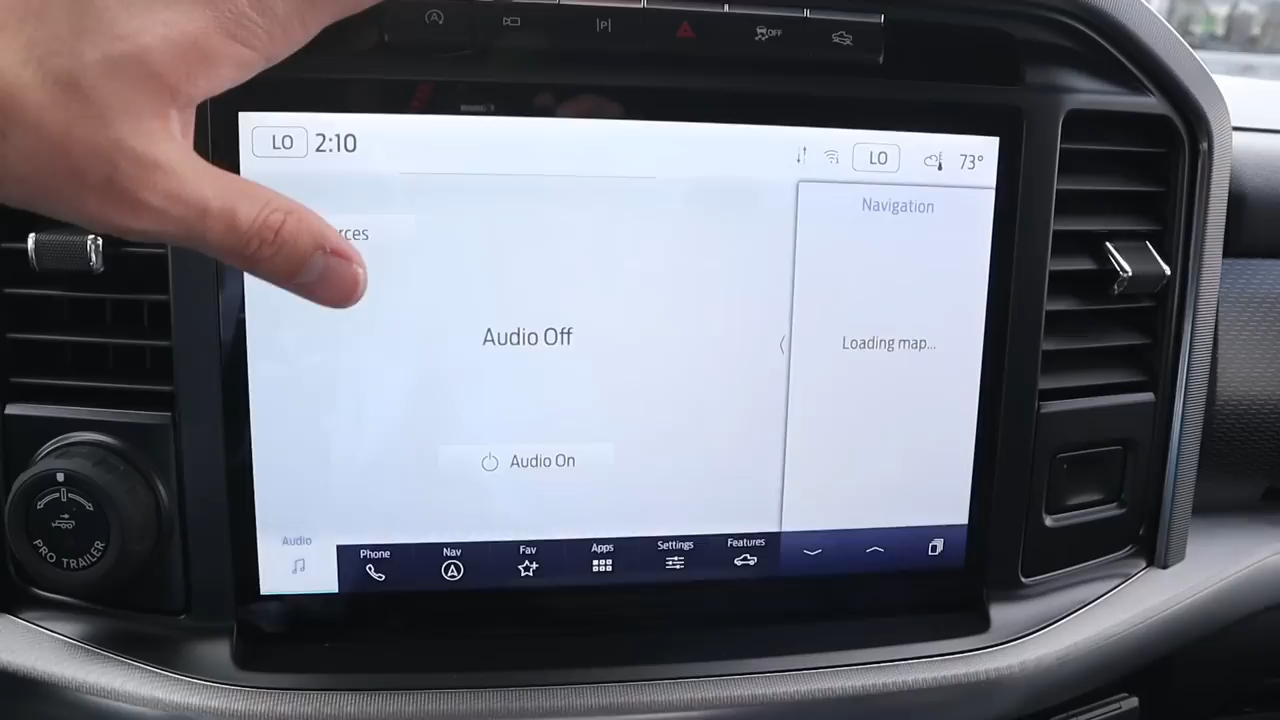 P
OFF
LO 2:10
LO 73°
Navigation
rces
Audio Off
Loading map...
Audio On
PRO TRAILER
Audio
Phone
Nav
Fav
Apps
Settings
Features